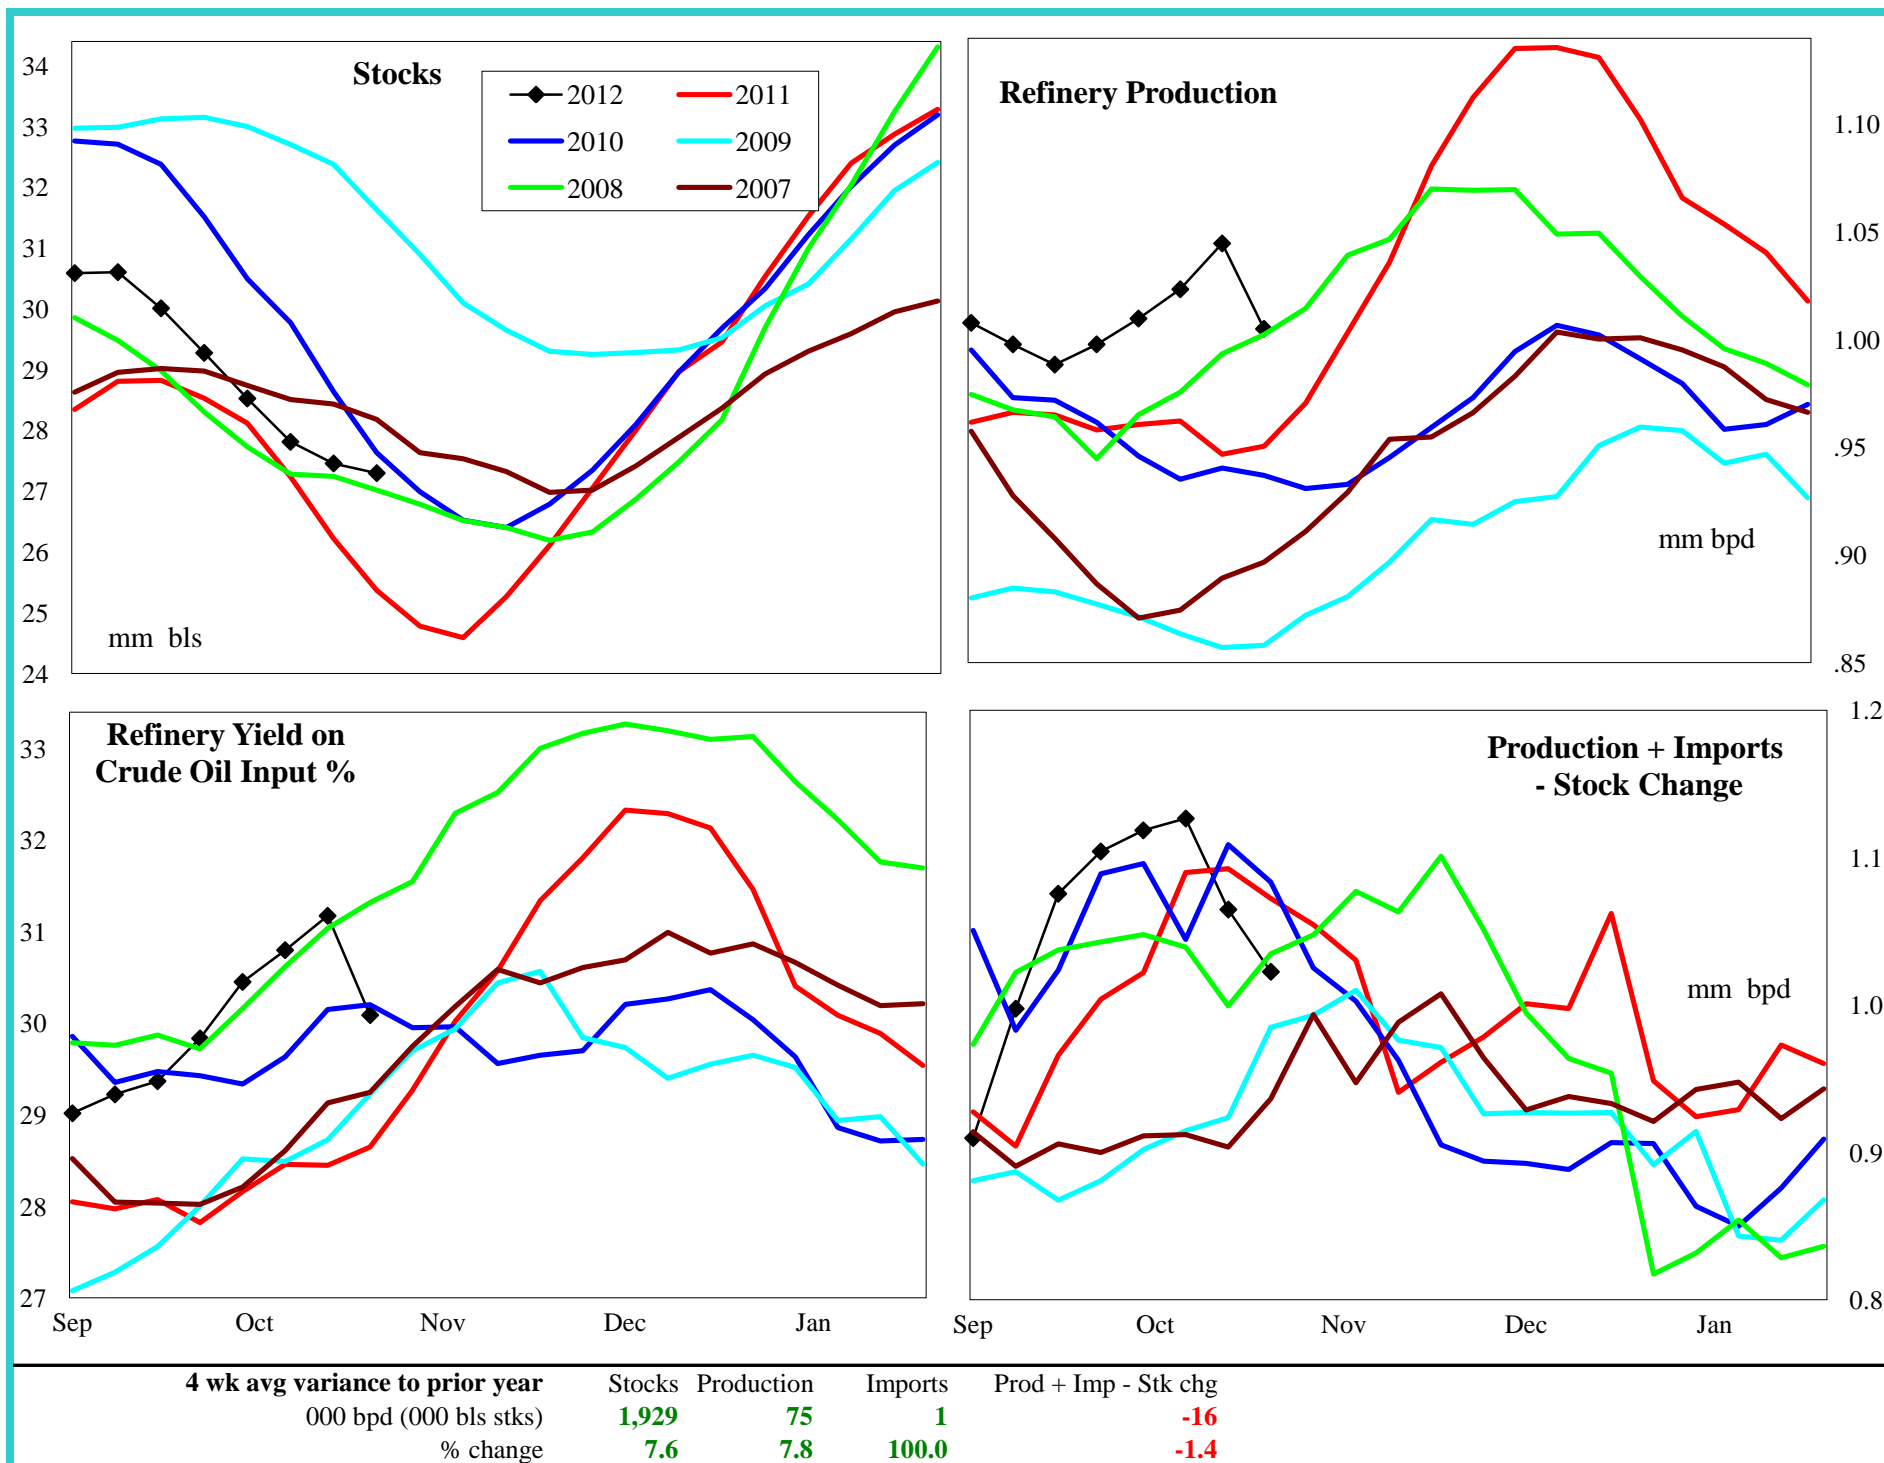 Stocks
2012
2011
2010
2009
2008
2007
34
33
32
31
30
29
28
27
26
25
24
mm bls
Refinery Production
1.10
1.05
1.00
.95
.90
.85
mm bpd
Refinery Yield on
Crude Oil Input %
33
32
31
30
29
28
27
Sep Oct Nov Dec Jan
Production + Imports
- Stock Change
1.2
1.1
1.0
0.9
0.8
mm bpd
Sep Oct Nov Dec Jan
4 wk avg variance to prior year Stocks Production Imports Prod + Imp - Stk chg
000 bpd (000 bls stks) 1,929 75 1 -16
% change 7.6 7.8 100.0 -1.4